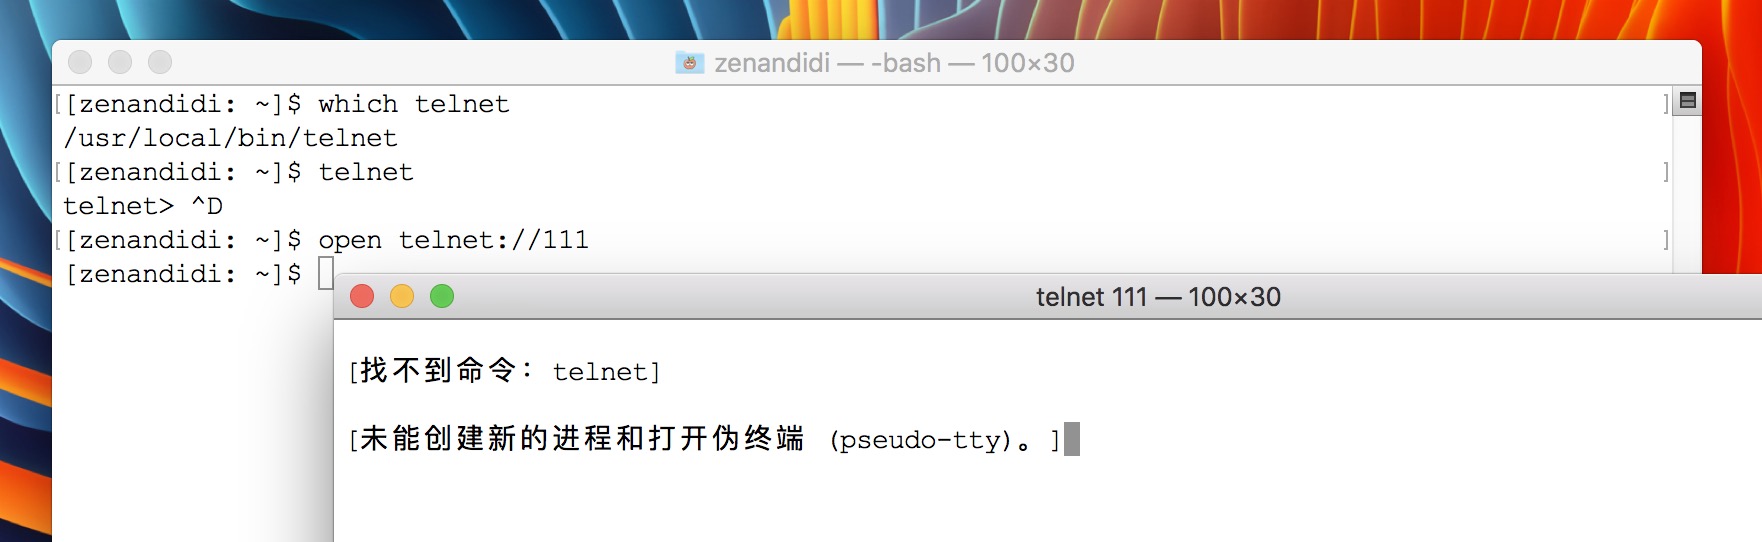 zenandidi — -bash — 100×30
[[zenandidi: ~]$ which telnet ]
/usr/local/bin/telnet
[[zenandidi: ~]$ telnet ]
telnet> ^D
[[zenandidi: ~]$ open telnet://111 ]
[zenandidi: ~]$
telnet 111 — 100×30
[找不到命令：telnet]
[未能创建新的进程和打开伪终端 (pseudo-tty)。]